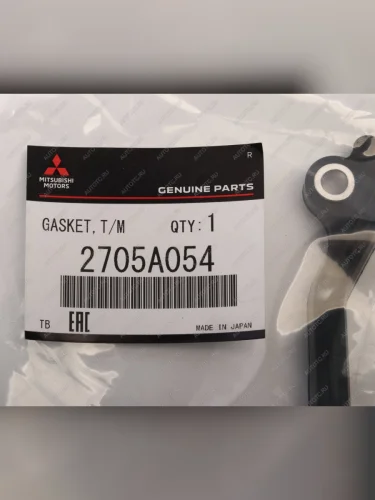 R
MITSUBISHI
MOTORS
GENUINE PARTS
GASKET, T/M QTY: 1
2705A054
TB EAC MADE IN JAPAN